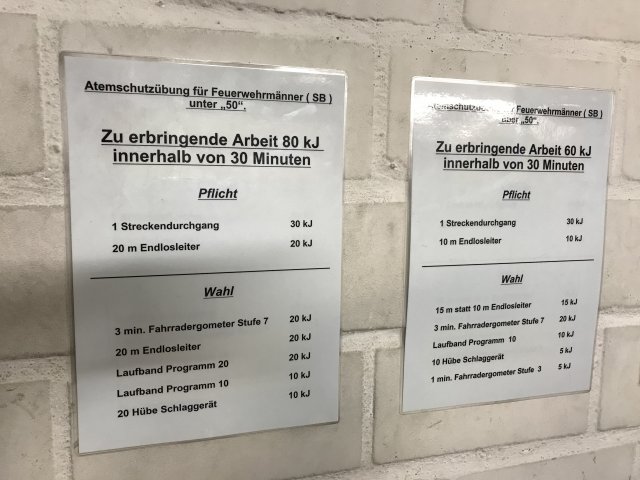 Atemschutzübung für Feuerwehrmänner ( SB )
unter „50“.
Zu erbringende Arbeit 80 kJ
innerhalb von 30 Minuten
Pflicht
1 Streckendurchgang 30 kJ
20 m Endlosleiter 20 kJ
Wahl
3 min. Fahrradergometer Stufe 7 20 kJ
20 m Endlosleiter 20 kJ
Laufband Programm 20 20 kJ
Laufband Programm 10 10 kJ
20 Hübe Schlaggerät 10 kJ
Atemschutzübung für Feuerwehrmänner ( SB )
über „50“.
Zu erbringende Arbeit 60 kJ
innerhalb von 30 Minuten
Pflicht
1 Streckendurchgang 30 kJ
10 m Endlosleiter 10 kJ
Wahl
15 m statt 10 m Endlosleiter 15 kJ
3 min. Fahrradergometer Stufe 7 20 kJ
Laufband Programm 10 10 kJ
10 Hübe Schlaggerät 5 kJ
1 min. Fahrradergometer Stufe 3 5 kJ